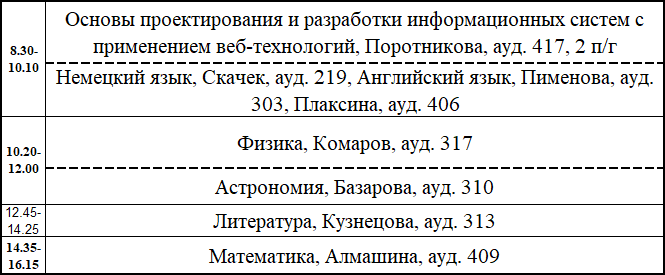 8.30-
10.10
Основы проектирования и разработки информационных систем с
применением веб-технологий, Поротникова, ауд. 417, 2 п/г
Немецкий язык, Скачек, ауд. 219, Английский язык, Пименова, ауд.
303, Плаксина, ауд. 406
10.20-
12.00
Физика, Комаров, ауд. 317
Астрономия, Базарова, ауд. 310
12.45-
14.25
Литература, Кузнецова, ауд. 313
14.35-
16.15
Математика, Алмашина, ауд. 409